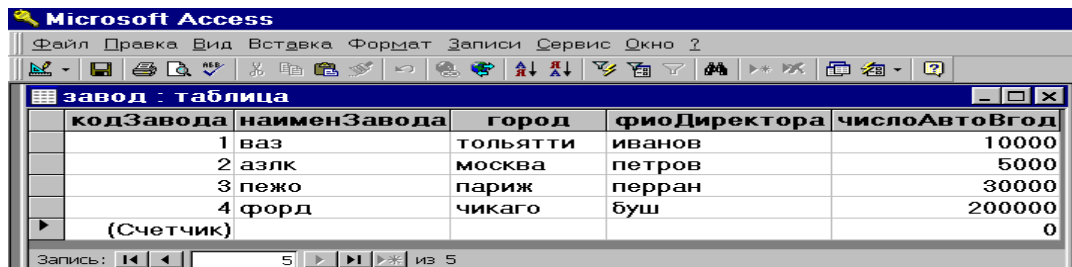 Microsoft Access
Файл Правка Вид Вставка Формат Записи Сервис Окно ?
завод : таблица
кодЗавода наименЗавода город фиоДиректора числоАвтоВгод
1 ваз тольятти иванов 10000
2 азлк москва петров 5000
3 пежо париж перран 30000
4 форд чикаго буш 200000
(Счетчик) 0
Запись: 5 из 5